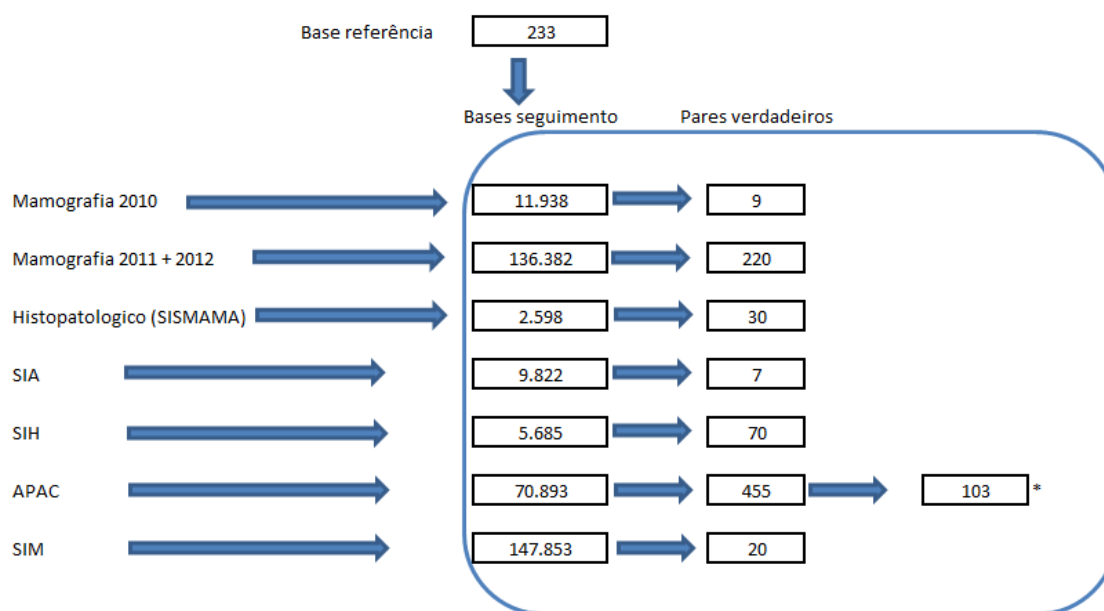 Base referência 233
Bases seguimento Pares verdadeiros
Mamografia 2010 11.938 9
Mamografia 2011 + 2012 136.382 220
Histopatologico (SISMAMA) 2.598 30
SIA 9.822 7
SIH 5.685 70
APAC 70.893 455 103 *
SIM 147.853 20